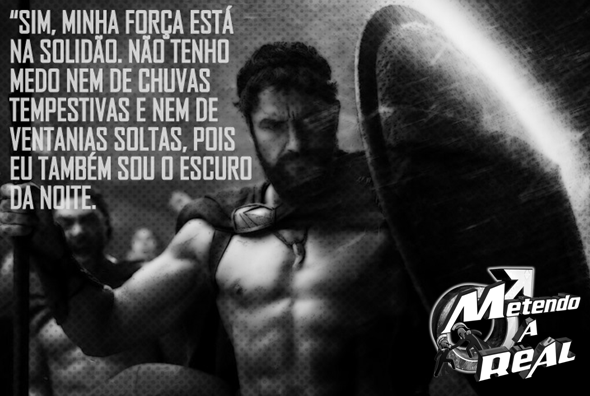 “SIM, MINHA FORÇA ESTÁ
NA SOLIDÃO. NÃO TENHO
MEDO NEM DE CHUVAS
TEMPESTIVAS E NEM DE
VENTANIAS SOLTAS, POIS
EU TAMBÉM SOU O ESCURO
DA NOITE.
Metendo
A
REAL